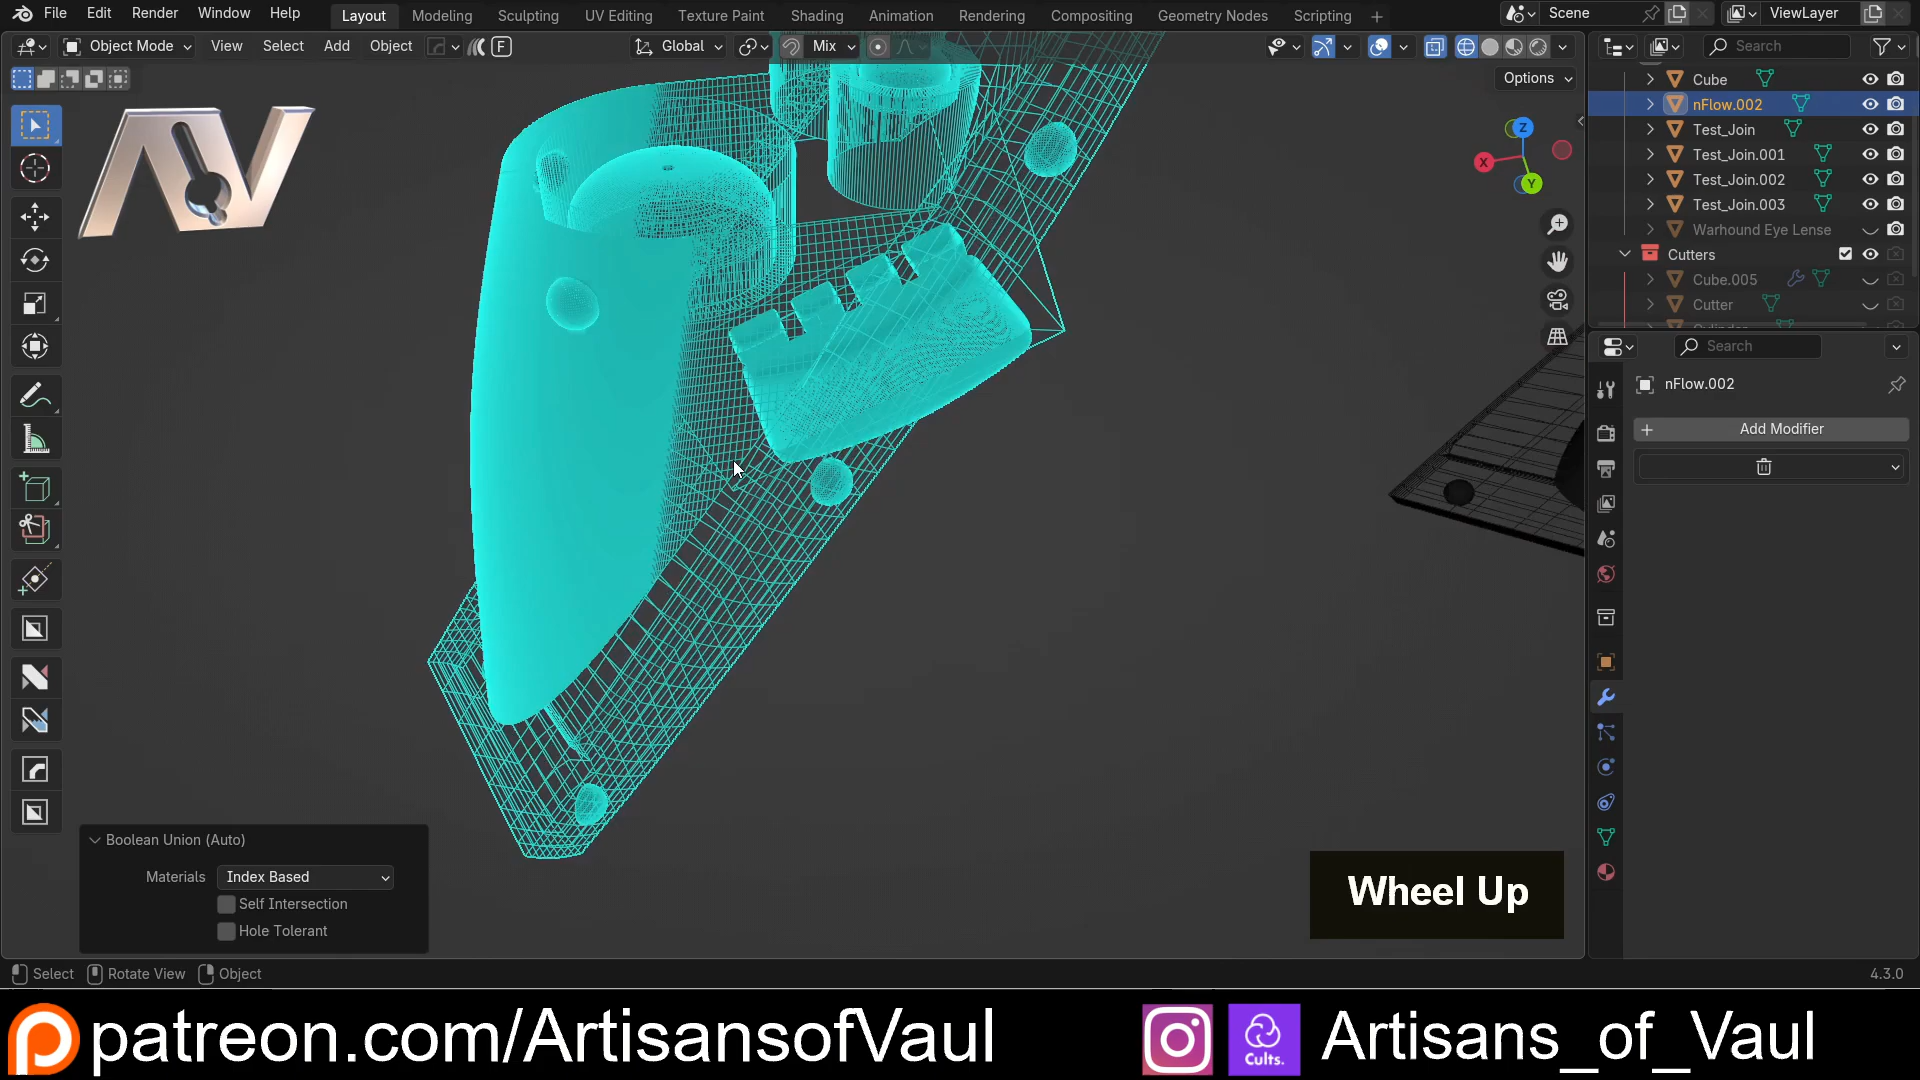 File Edit Render Window Help Layout Modeling Sculpting UV Editing Texture Paint Shading Animation Rendering Compositing Geometry Nodes Scripting + Scene ViewLayer
Object Mode View Select Add Object F Global Mix Search
Options
Cube
nFlow.002
Test_Join
Test_Join.001
Test_Join.002
Test_Join.003
Warhound Eye Lense
Cutters
Cube.005
Cutter
Search
nFlow.002
+ Add Modifier
Z
X
Y
AV
Boolean Union (Auto)
Materials Index Based
Self Intersection
Hole Tolerant
Wheel Up
Select Rotate View Object 4.3.0
patreon.com/ArtisansofVaul Cults. Artisans_of_Vaul